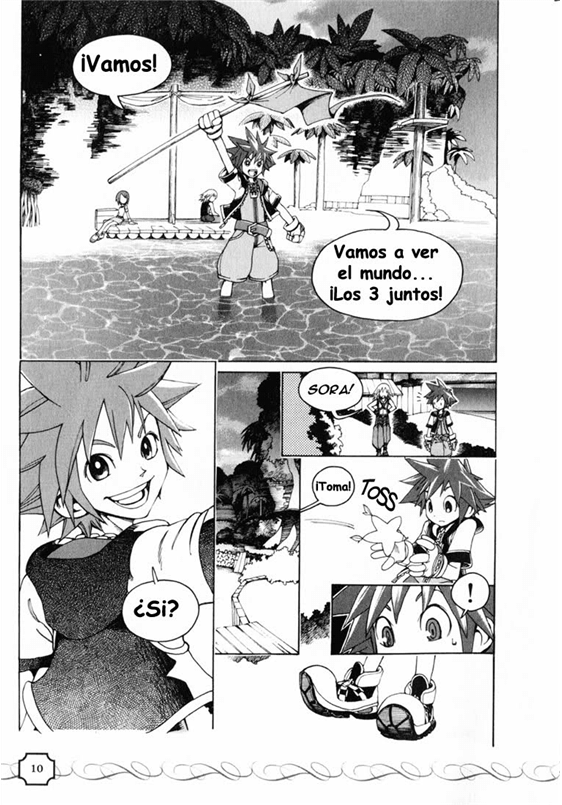 ¡Vamos!
Vamos a ver
el mundo...
¡Los 3 juntos!
¿Si?
SORA!
¡Toma!
TOSS
!
10